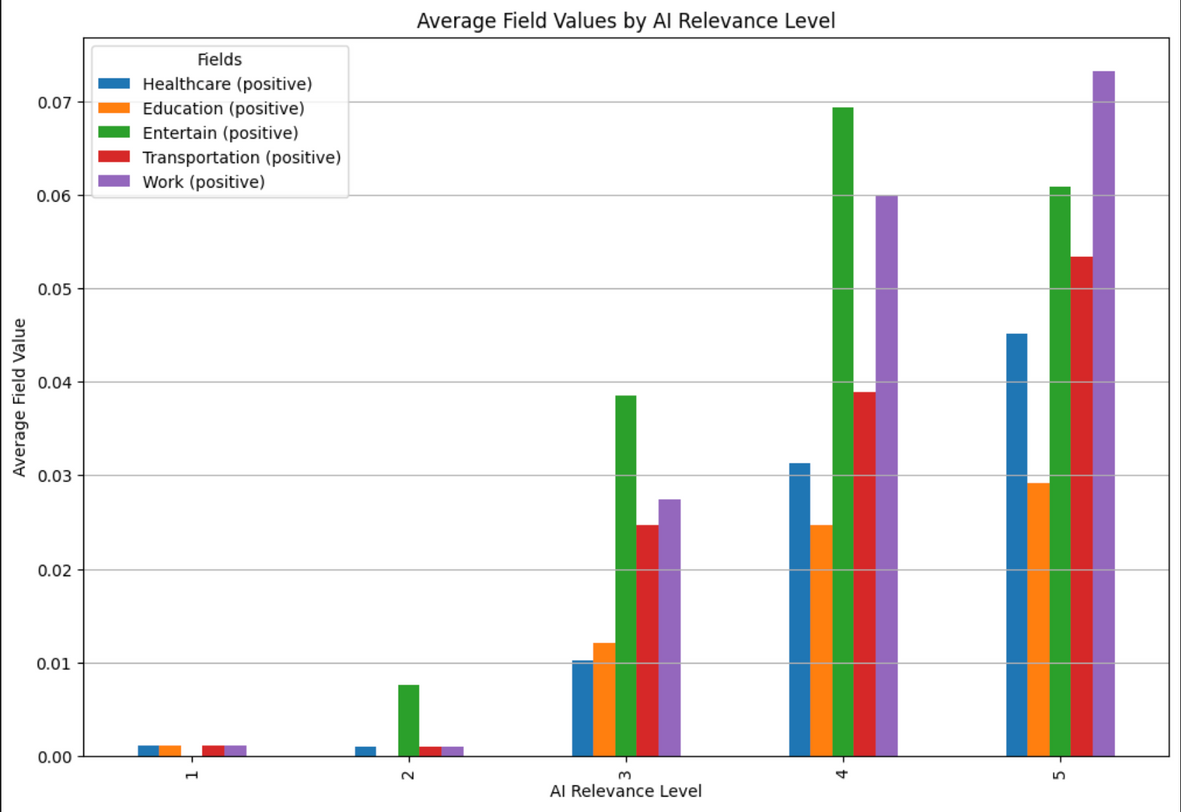 Average Field Values by AI Relevance Level
Fields
Healthcare (positive)
Education (positive)
Entertain (positive)
Transportation (positive)
Work (positive)
Average Field Value
0.07
0.06
0.05
0.04
0.03
0.02
0.01
0.00
1
2
3
4
5
AI Relevance Level